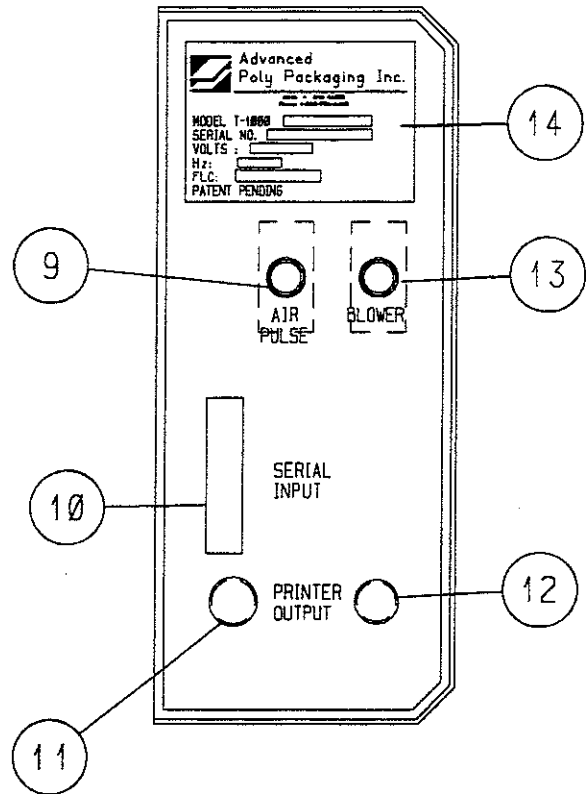 Advanced
Poly Packaging Inc.
MODEL T-1000
SERIAL NO.
VOLTS :
Hz:
FLC:
PATENT PENDING
14
9
13
AIR
PULSE
BLOWER
SERIAL
INPUT
10
PRINTER
OUTPUT
12
11